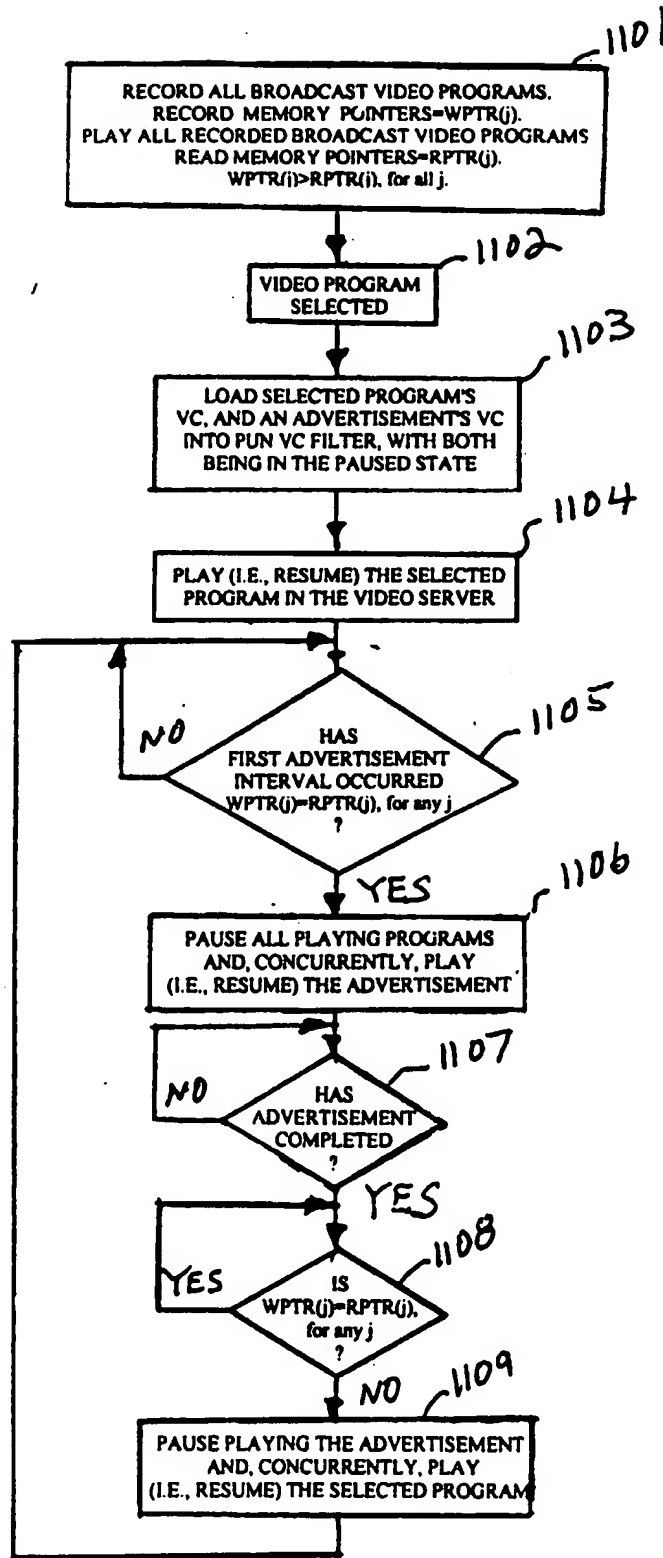 1101
RECORD ALL BROADCAST VIDEO PROGRAMS.
RECORD MEMORY POINTERS=WPTR(j).
PLAY ALL RECORDED BROADCAST VIDEO PROGRAMS
READ MEMORY POINTERS=RPTR(j).
WPTR(j)>RPTR(j), for all j.
1102
VIDEO PROGRAM
SELECTED
1103
LOAD SELECTED PROGRAM'S
VC, AND AN ADVERTISEMENT'S VC
INTO PUN VC FILTER, WITH BOTH
BEING IN THE PAUSED STATE
1104
PLAY (I.E., RESUME) THE SELECTED
PROGRAM IN THE VIDEO SERVER
1105
NO
HAS
FIRST ADVERTISEMENT
INTERVAL OCCURRED
WPTR(j)=RPTR(j), for any j
?
YES
1106
PAUSE ALL PLAYING PROGRAMS
AND, CONCURRENTLY, PLAY
(I.E., RESUME) THE ADVERTISEMENT
1107
NO
HAS
ADVERTISEMENT
COMPLETED
?
YES
1108
YES
IS
WPTR(j)=RPTR(j),
for any j
?
NO
1109
PAUSE PLAYING THE ADVERTISEMENT
AND, CONCURRENTLY, PLAY
(I.E., RESUME) THE SELECTED PROGRAM